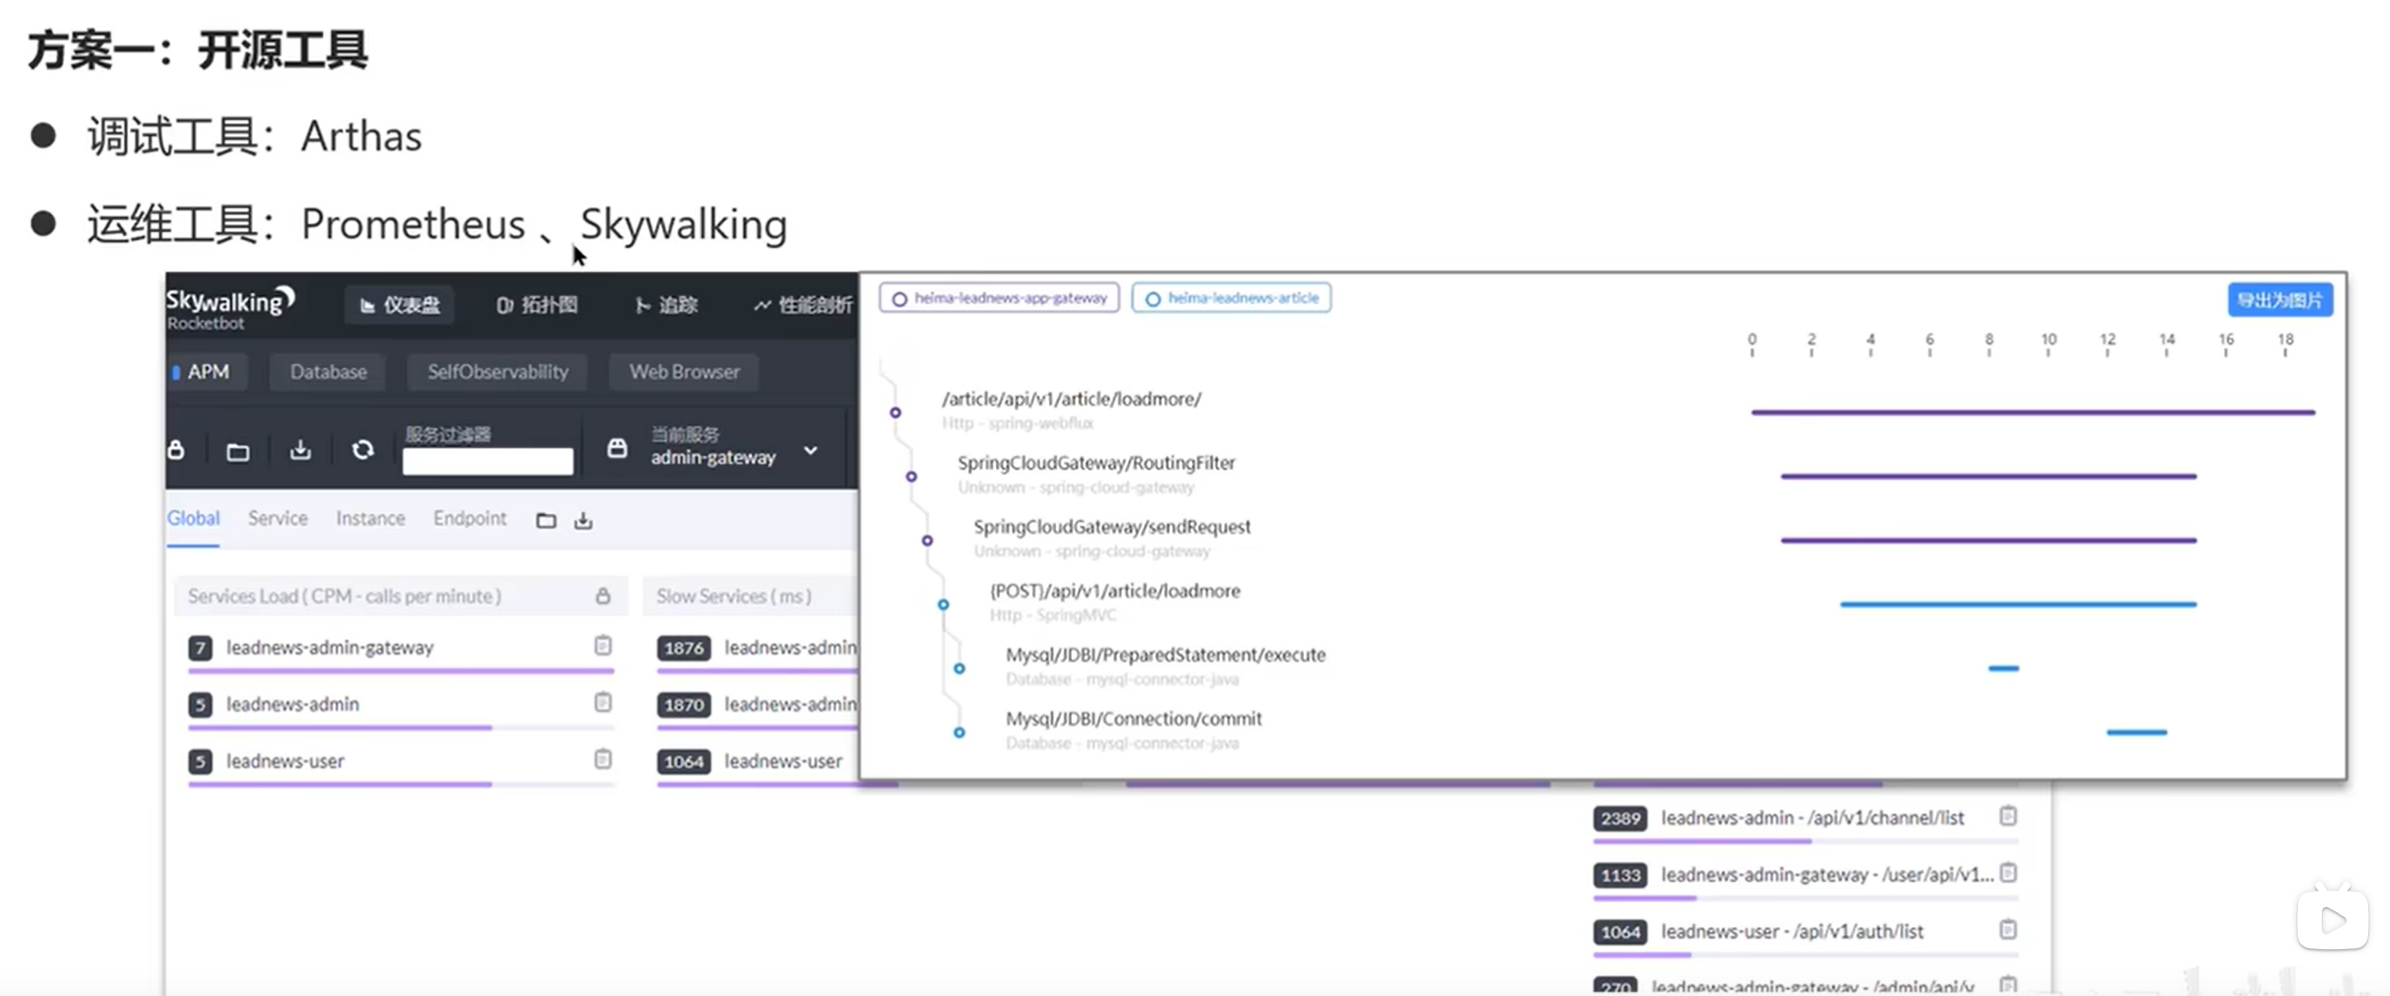 方案一：开源工具
● 调试工具：Arthas
● 运维工具：Prometheus 、Skywalking
Skywalking
Rocketbot
仪表盘 拓扑图 追踪 性能剖析
APM Database SelfObservability Web Browser
服务过滤器
当前服务
admin-gateway
Global Service Instance Endpoint
Services Load ( CPM - calls per minute )
7 leadnews-admin-gateway
5 leadnews-admin
5 leadnews-user
Slow Services ( ms )
1876 leadnews-admin
1870 leadnews-admin
1064 leadnews-user
heima-leadnews-app-gateway heima-leadnews-article
导出为图片
0 2 4 6 8 10 12 14 16 18
/article/api/v1/article/loadmore/
Http - spring-webflux
SpringCloudGateway/RoutingFilter
Unknown - spring-cloud-gateway
SpringCloudGateway/sendRequest
Unknown - spring-cloud-gateway
{POST}/api/v1/article/loadmore
Http - SpringMVC
Mysql/JDBI/PreparedStatement/execute
Database - mysql-connector-java
Mysql/JDBI/Connection/commit
Database - mysql-connector-java
2389 leadnews-admin - /api/v1/channel/list
1133 leadnews-admin-gateway - /user/api/v1...
1064 leadnews-user - /api/v1/auth/list
270 leadnews-admin-gateway - /admin/api/v